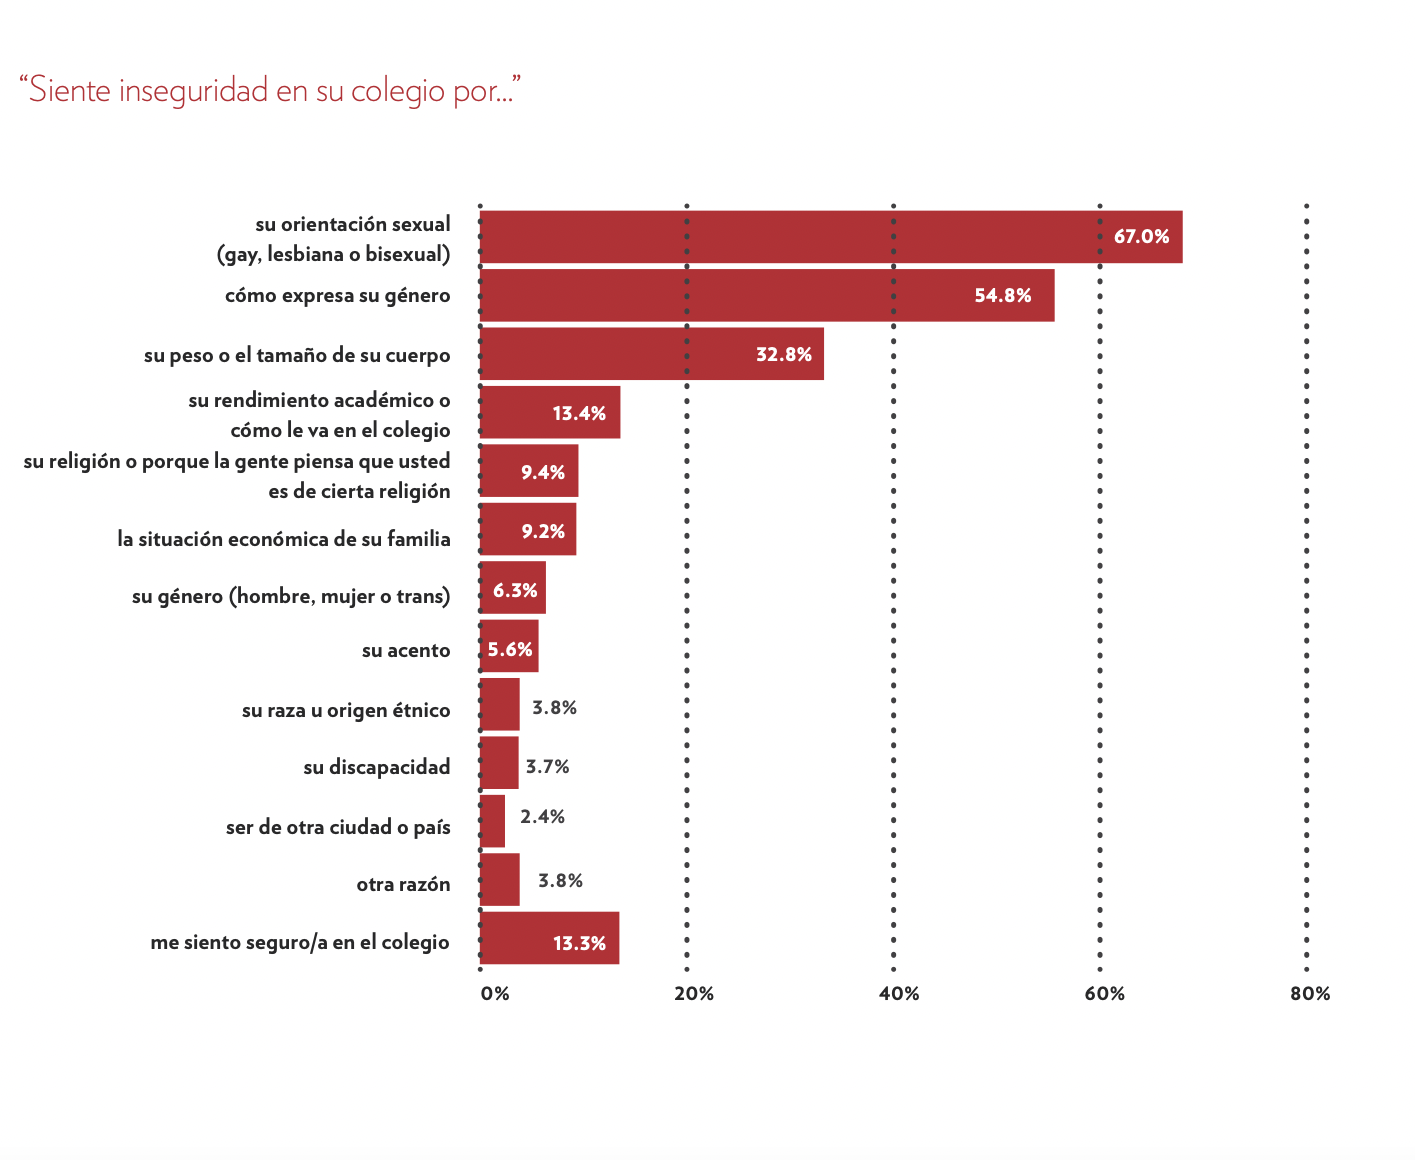 “Siente inseguridad en su colegio por...”
su orientación sexual
(gay, lesbiana o bisexual)
67.0%
cómo expresa su género
54.8%
su peso o el tamaño de su cuerpo
32.8%
su rendimiento académico o
cómo le va en el colegio
13.4%
su religión o porque la gente piensa que usted
es de cierta religión
9.4%
la situación económica de su familia
9.2%
su género (hombre, mujer o trans)
6.3%
su acento
5.6%
su raza u origen étnico
3.8%
su discapacidad
3.7%
ser de otra ciudad o país
2.4%
otra razón
3.8%
me siento seguro/a en el colegio
13.3%
0% 20% 40% 60% 80%